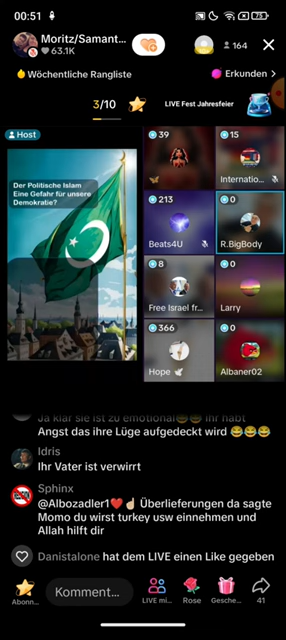 00:51
75
Moritz/Samant...
63.1K
164
Wöchentliche Rangliste
Erkunden >
3/10
LIVE Fest Jahresfeier
Host
Der Politische Islam
Eine Gefahr für unsere
Demokratie?
39
15
Internatio...
213
Beats4U
0
R.BigBody
8
Free Israel fr...
0
Larry
366
Hope 🕊
0
Albaner02
Ja klar sie ist zu emotional😂😂 ihr habt
Angst das ihre Lüge aufgedeckt wird 😂😂😂
Idris
Ihr Vater ist verwirrt
Sphinx
@Albozadler1❤️☝🏻 Überlieferungen da sagte
Momo du wirst turkey usw einnehmen und
Allah hilft dir
Danistalone hat dem LIVE einen Like gegeben
Kommentar...
Abonn...
LIVE mi...
Rose
Gesche...
41